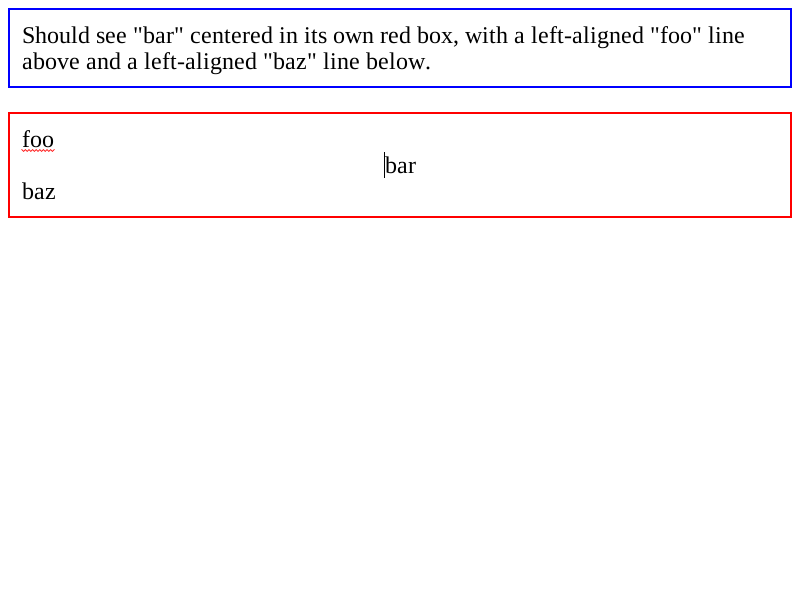 Should see "bar" centered in its own red box, with a left-aligned "foo" line
above and a left-aligned "baz" line below.
foo
bar
baz